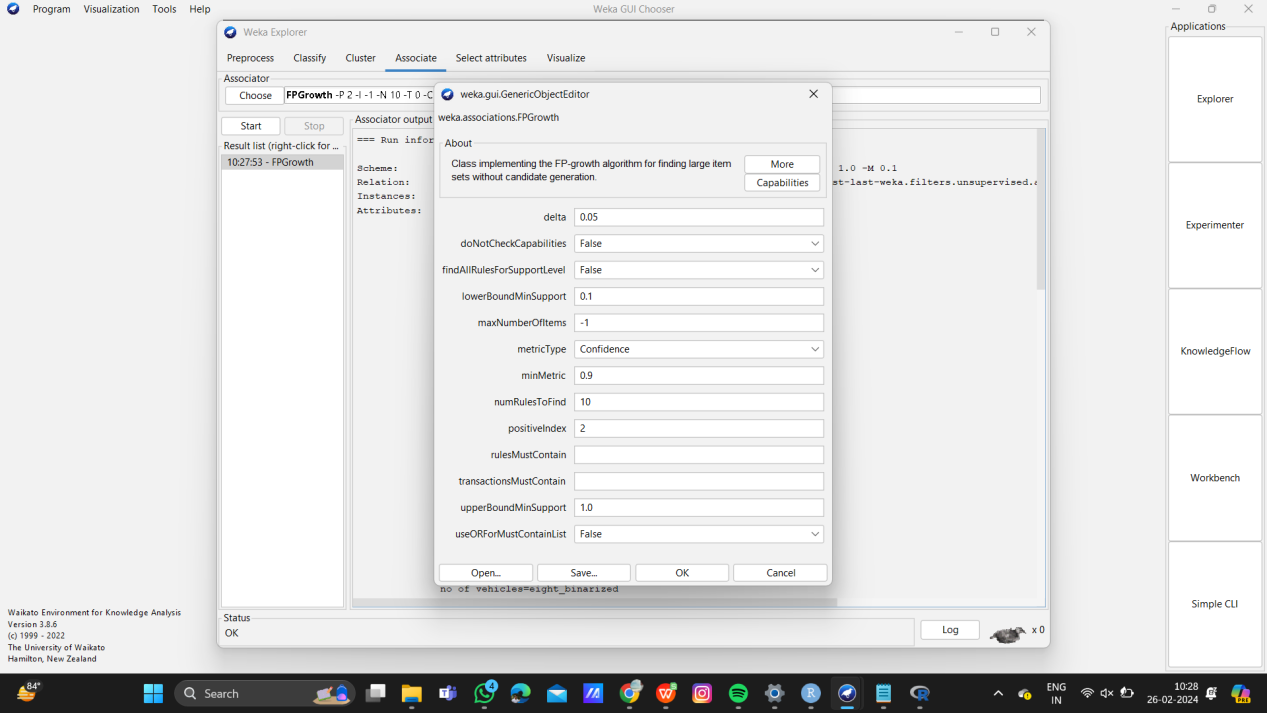 Program Visualization Tools Help
Weka GUI Chooser
Applications
Explorer
Experimenter
KnowledgeFlow
Workbench
Simple CLI
Weka Explorer
Preprocess Classify Cluster Associate Select attributes Visualize
Associator
Choose FPGrowth -P 2 -I -1 -N 10 -T 0 -C
Start Stop
Result list (right-click for ...
10:27:53 - FPGrowth
Associator output
=== Run infor
Scheme: 1.0 -M 0.1
Relation: st-last-weka.filters.unsupervised.
Instances:
Attributes:
weka.gui.GenericObjectEditor
weka.associations.FPGrowth
About
Class implementing the FP-growth algorithm for finding large item
sets without candidate generation.
More
Capabilities
delta 0.05
doNotCheckCapabilities False
findAllRulesForSupportLevel False
lowerBoundMinSupport 0.1
maxNumberOfItems -1
metricType Confidence
minMetric 0.9
numRulesToFind 10
positiveIndex 2
rulesMustContain
transactionsMustContain
upperBoundMinSupport 1.0
useORForMustContainList False
Open... Save... OK Cancel
no of vehicles=eight_binarized
Status
OK
Log x 0
Waikato Environment for Knowledge Analysis
Version 3.8.6
(c) 1999 - 2022
The University of Waikato
Hamilton, New Zealand
84°
Search
4
ENG
IN
10:28
26-02-2024
PRE